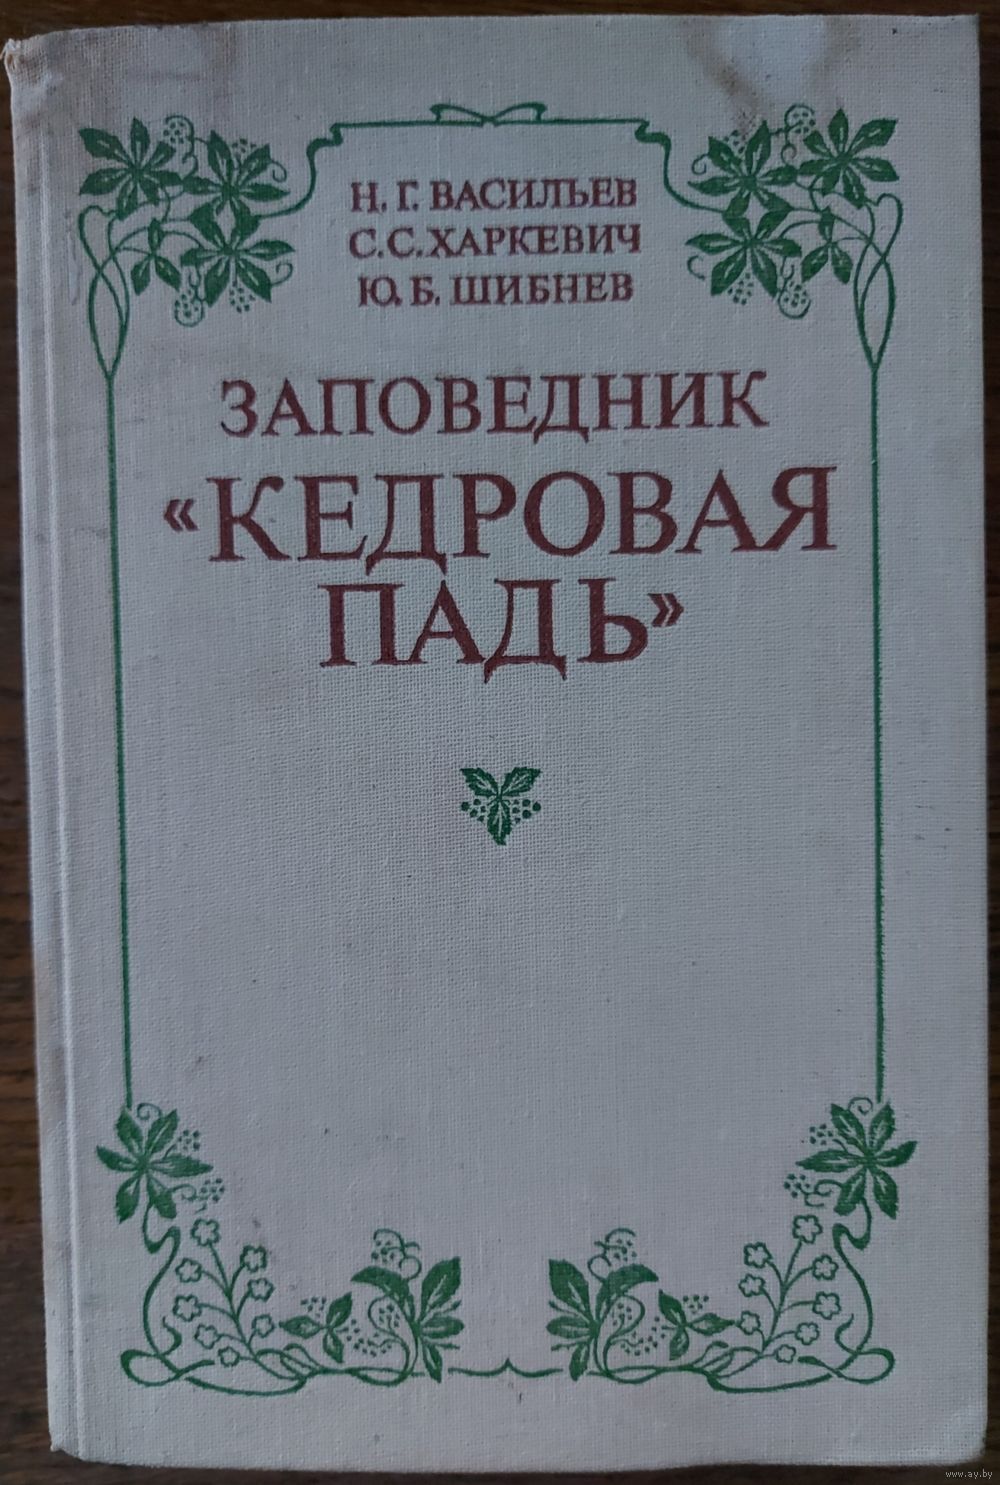 Н. Г. ВАСИЛЬЕВ
С. С. ХАРКЕВИЧ
Ю. Б. ШИБНЕВ
ЗАПОВЕДНИК
«КЕДРОВАЯ
ПАДЬ»
www.ay.by